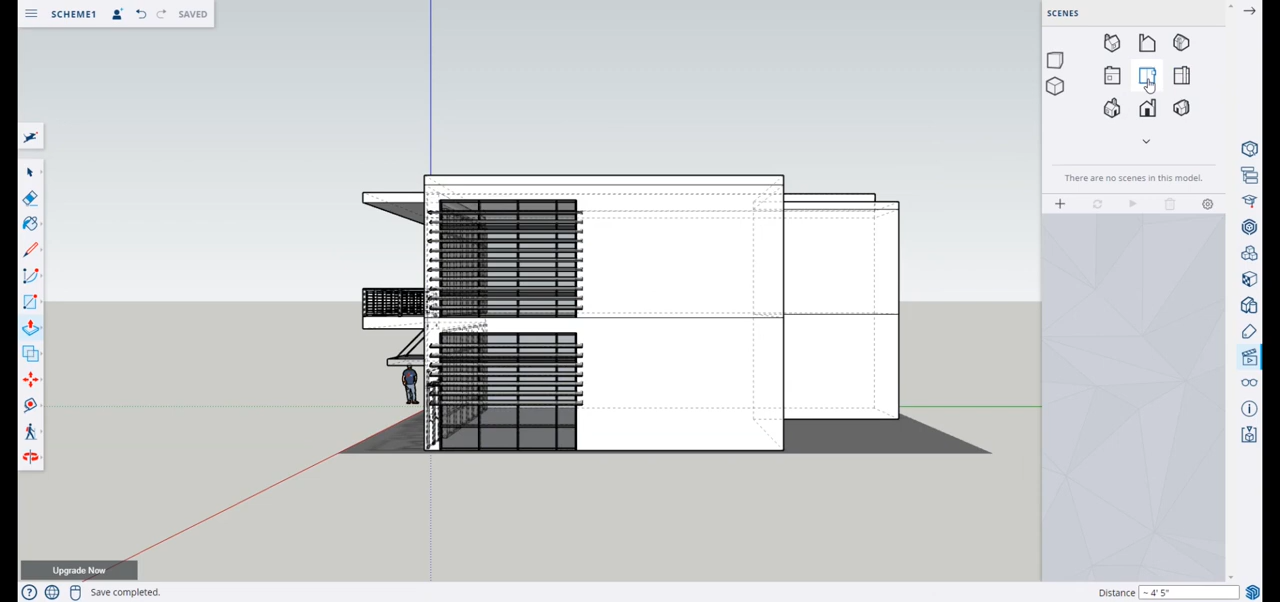 SCHEME1
SAVED
SCENES
There are no scenes in this model.
Upgrade Now
Save completed.
Distance ~ 4' 5"